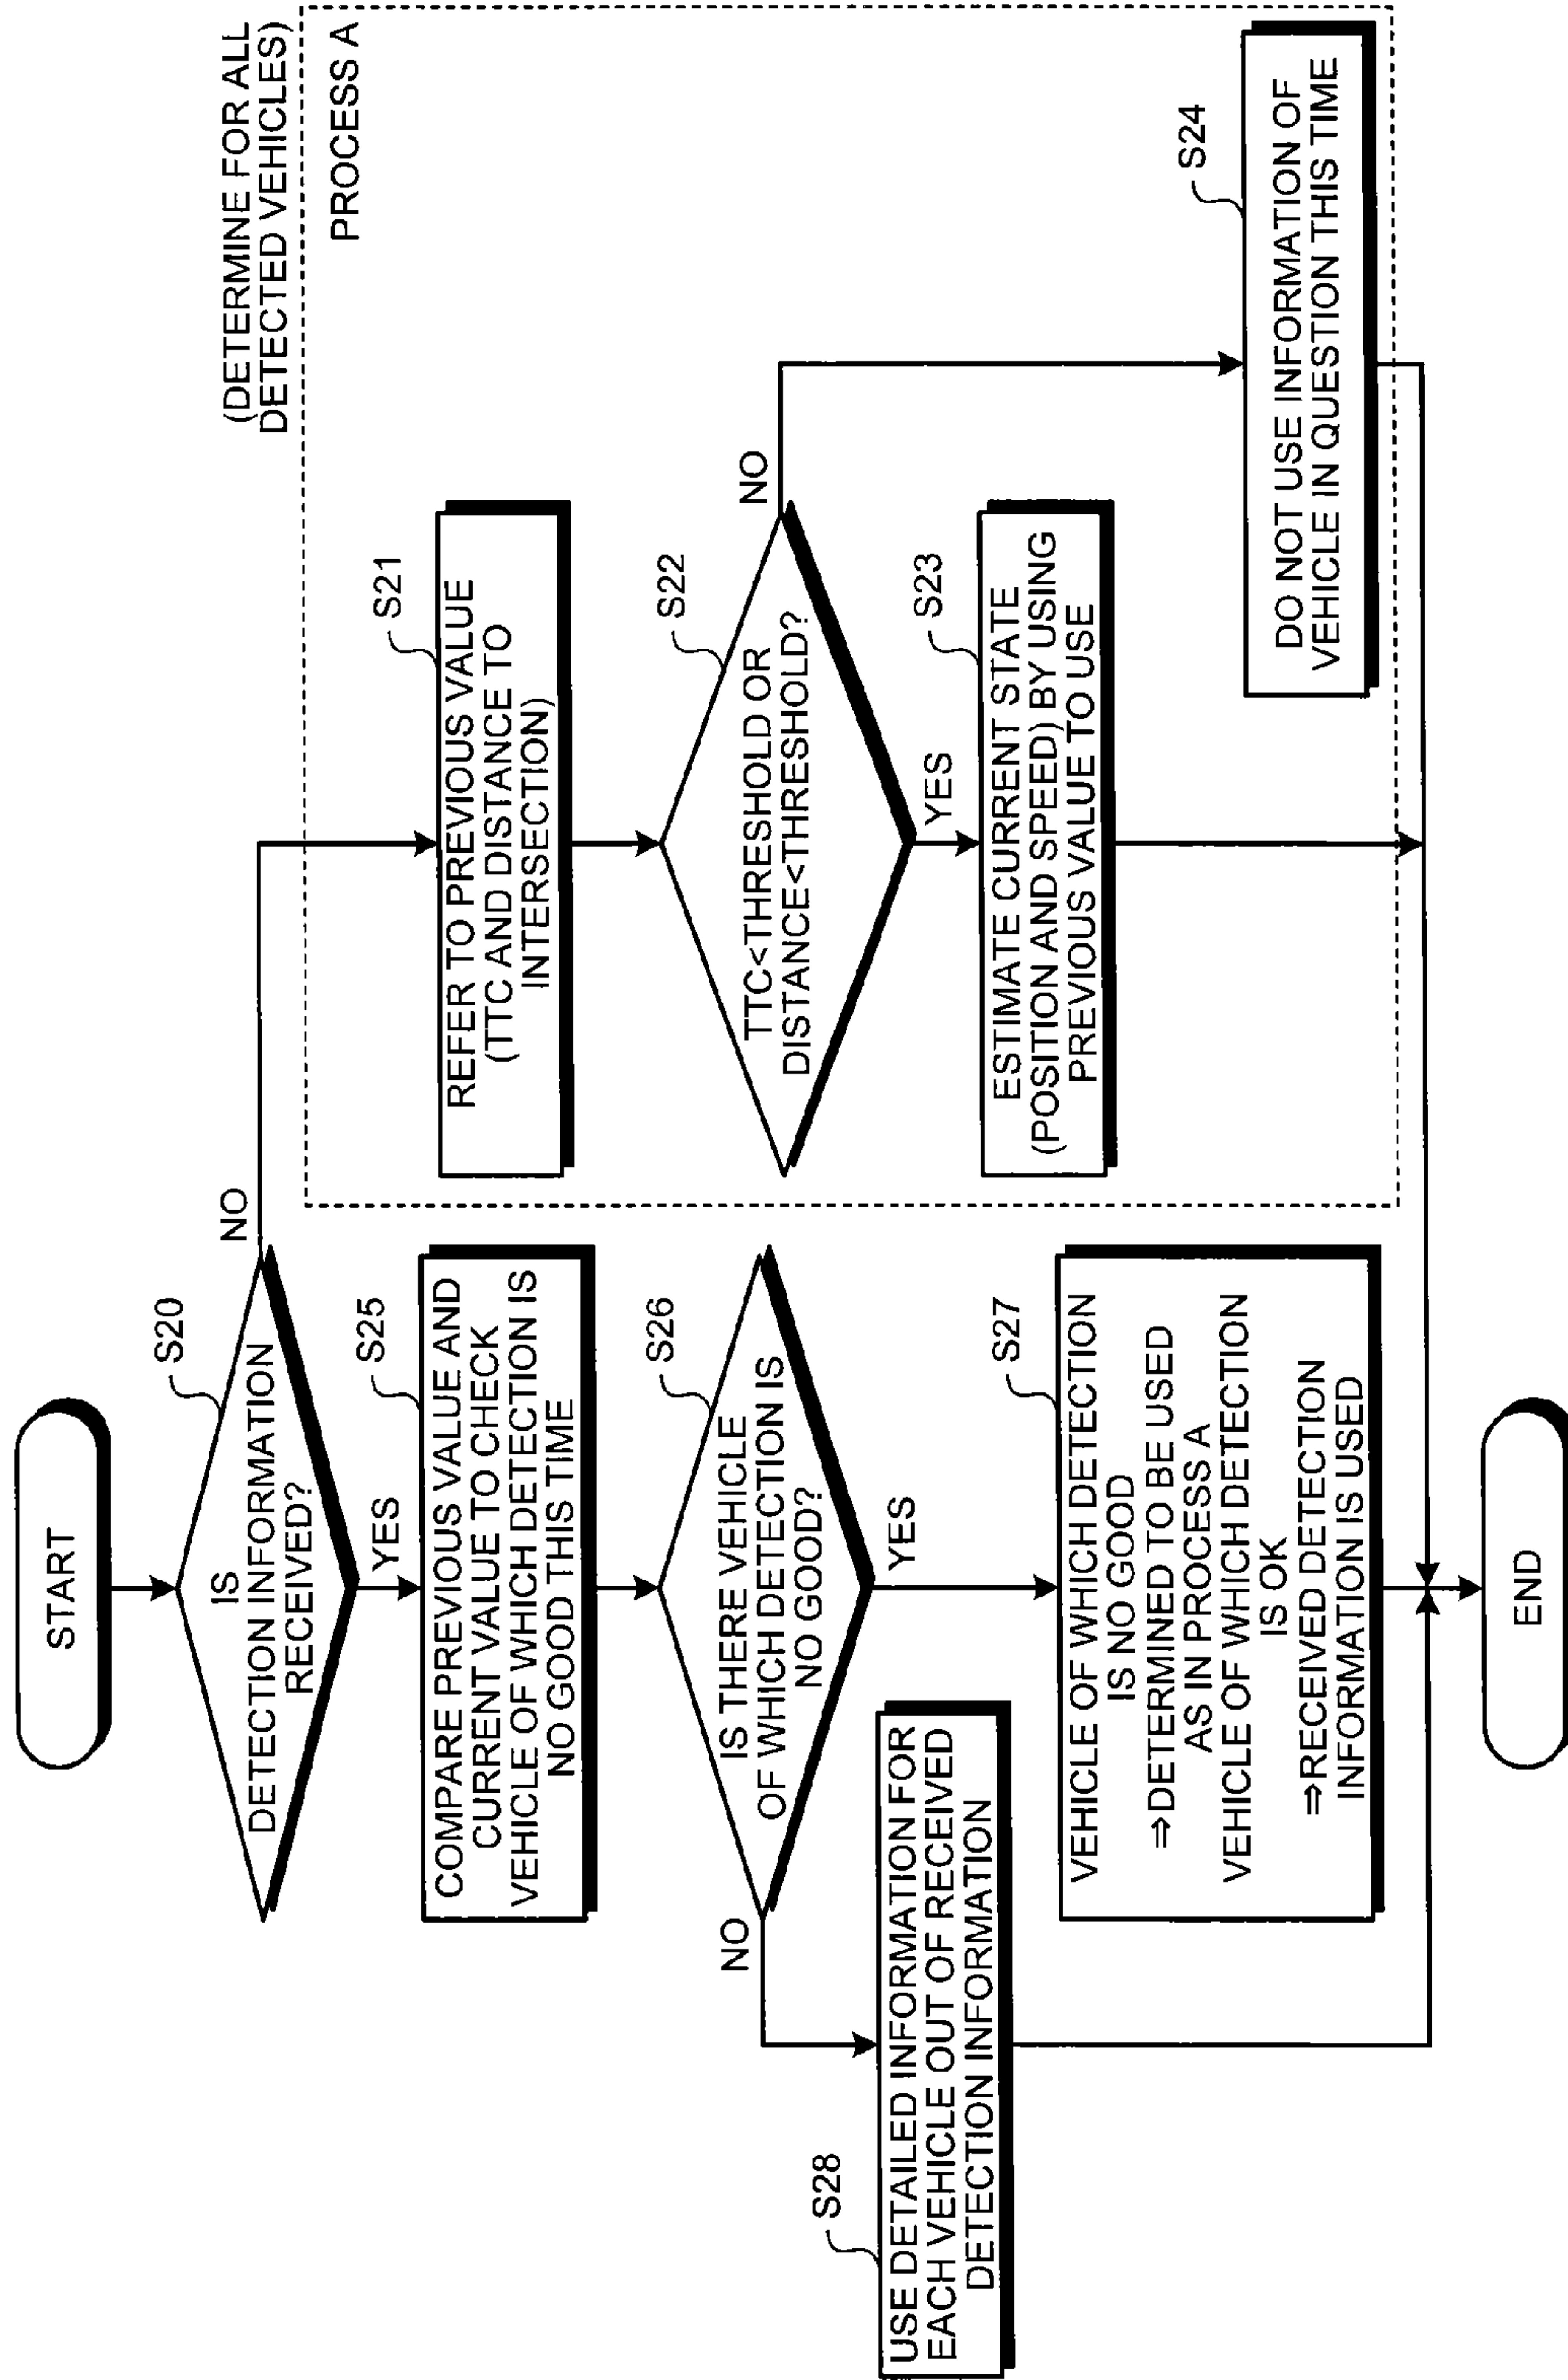 START
S20
IS
DETECTION INFORMATION
RECEIVED?
NO
YES
S25
COMPARE PREVIOUS VALUE AND
CURRENT VALUE TO CHECK
VEHICLE OF WHICH DETECTION IS
NO GOOD THIS TIME
S26
IS THERE VEHICLE
OF WHICH DETECTION IS
NO GOOD?
NO
YES
S28
USE DETAILED INFORMATION FOR
EACH VEHICLE OUT OF RECEIVED
DETECTION INFORMATION
S27
VEHICLE OF WHICH DETECTION
IS NO GOOD
⇒DETERMINED TO BE USED
AS IN PROCESS A
VEHICLE OF WHICH DETECTION
IS OK
⇒RECEIVED DETECTION
INFORMATION IS USED
(DETERMINE FOR ALL
DETECTED VEHICLES)
PROCESS A
S21
REFER TO PREVIOUS VALUE
(TTC AND DISTANCE TO
INTERSECTION)
S22
TTC<THRESHOLD OR
DISTANCE<THRESHOLD?
NO
YES
S23
ESTIMATE CURRENT STATE
(POSITION AND SPEED) BY USING
PREVIOUS VALUE TO USE
S24
DO NOT USE INFORMATION OF
VEHICLE IN QUESTION THIS TIME
END